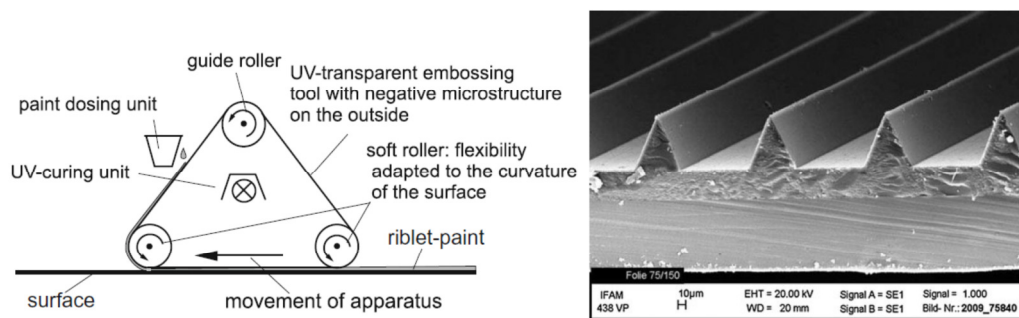 guide roller
UV-transparent embossing
tool with negative microstructure
on the outside
paint dosing unit
UV-curing unit
soft roller: flexibility
adapted to the curvature
of the surface
riblet-paint
surface
movement of apparatus
Folie 75/150
IFAM
438 VP
10µm
H
EHT = 20.00 kV
WD = 20 mm
Signal A = SE1
Signal B = SE1
Signal = 1.000
Bild- Nr.: 2009_75840